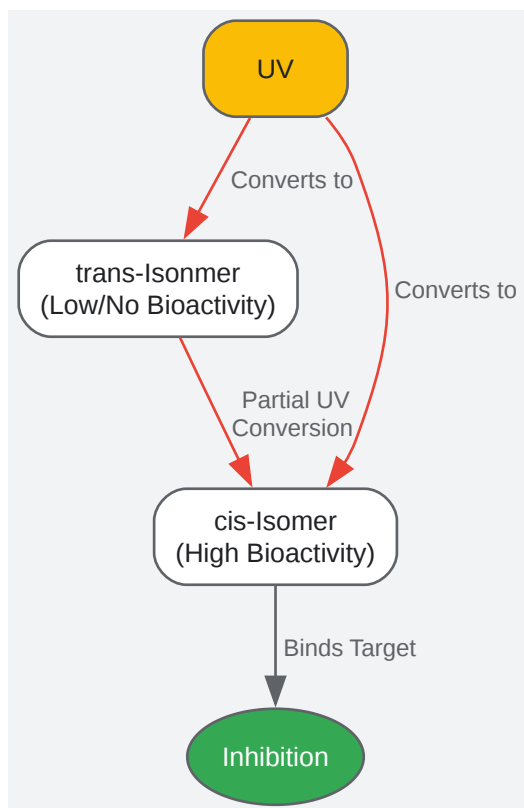 UV
Converts to
trans-Isonmer
(Low/No Bioactivity)
Converts to
Partial UV
Conversion
cis-Isomer
(High Bioactivity)
Binds Target
Inhibition